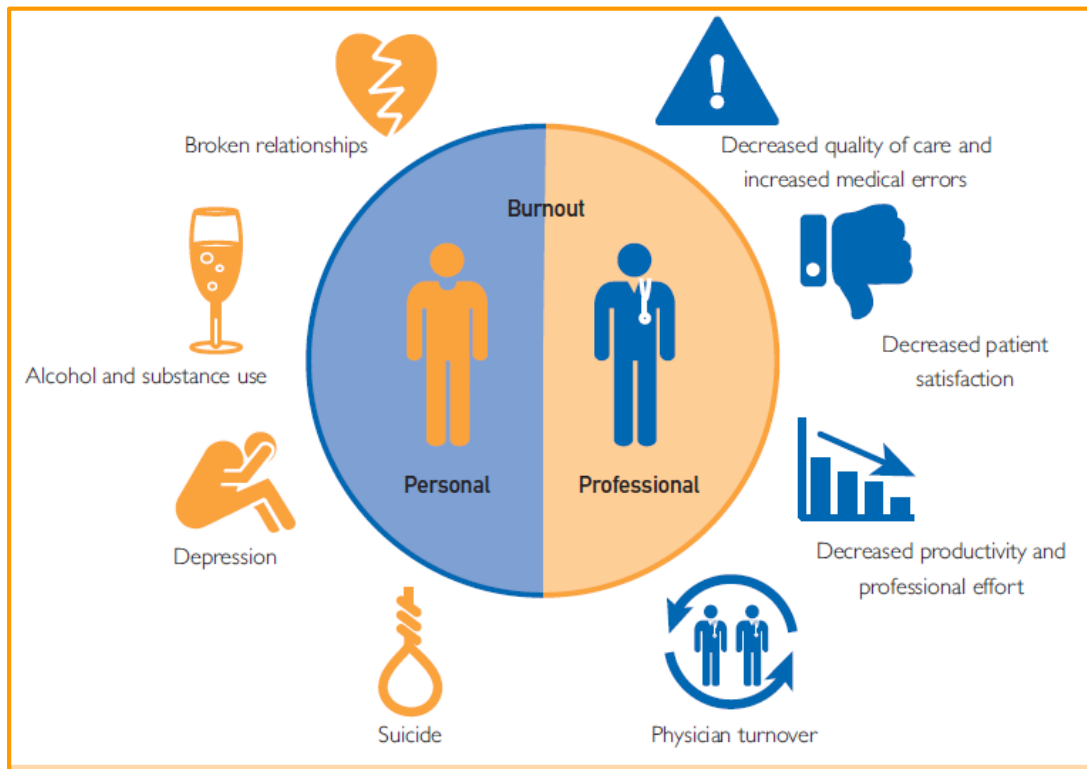 Broken relationships
Decreased quality of care and
increased medical errors
Burnout
Alcohol and substance use
Decreased patient
satisfaction
Personal
Professional
Depression
Decreased productivity and
professional effort
Suicide
Physician turnover